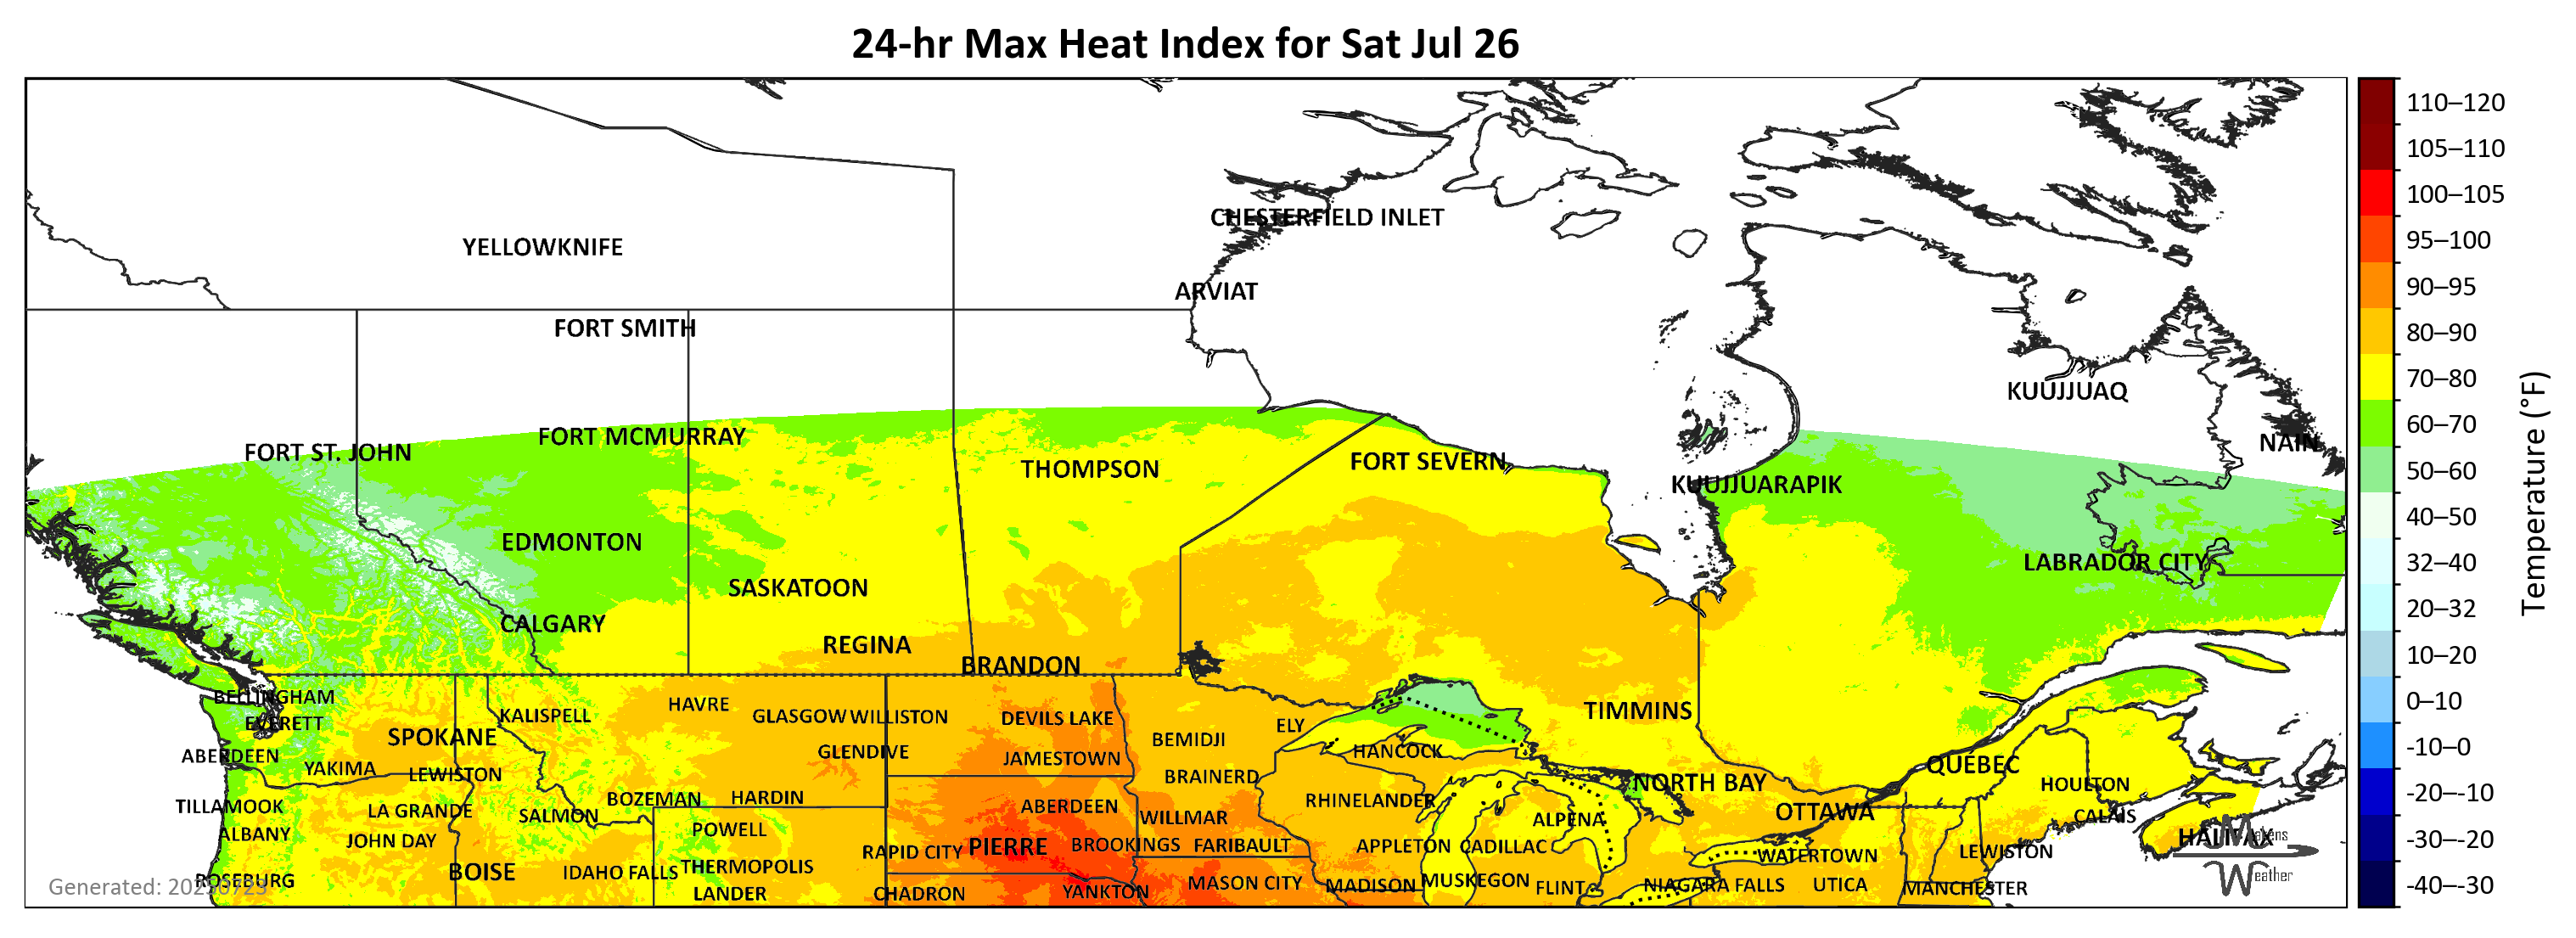 24-hr Max Heat Index for Sat Jul 26
CHESTERFIELD INLET
YELLOWKNIFE
ARVIAT
FORT SMITH
KUUJJUAQ
FORT MCMURRAY
NAIN
FORT ST. JOHN
FORT SEVERN
THOMPSON
KUUJJUARAPIK
EDMONTON
LABRADOR CITY
SASKATOON
CALGARY
REGINA
BRANDON
BELLINGHAM
HAVRE
KALISPELL
GLASGOW
WILLISTON
DEVILS LAKE
TIMMINS
EVERETT
ELY
SPOKANE
BEMIDJI
HANCOCK
GLENDIVE
ABERDEEN
JAMESTOWN
QUÉBEC
YAKIMA
LEWISTON
BRAINERD
NORTH BAY
HOULTON
BOZEMAN
HARDIN
RHINELANDER
TILLAMOOK
LA GRANDE
SALMON
ABERDEEN
WILLMAR
OTTAWA
CALAIS
ALPENA
ALBANY
POWELL
HALIFAX
JOHN DAY
PIERRE
BROOKINGS
FARIBAULT
APPLETON
CADILLAC
RAPID CITY
WATERTOWN
LEWISTON
BOISE
IDAHO FALLS
THERMOPOLIS
ROSEBURG
MASON CITY
MADISON
MUSKEGON
FLINT
NIAGARA FALLS
UTICA
MANCHESTER
LANDER
CHADRON
YANKTON
Generated: 20250723
Makens
Weather
110–120
105–110
100–105
95–100
90–95
80–90
70–80
60–70
50–60
40–50
32–40
20–32
10–20
0–10
-10–0
-20–-10
-30–-20
-40–-30
Temperature (°F)